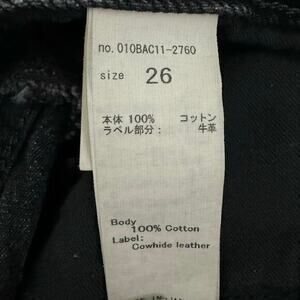 no.010BAC11-2760
size 26
本体 100% コットン
ラベル部分: 牛革
Body
100% Cotton
Label:
Cowhide leather